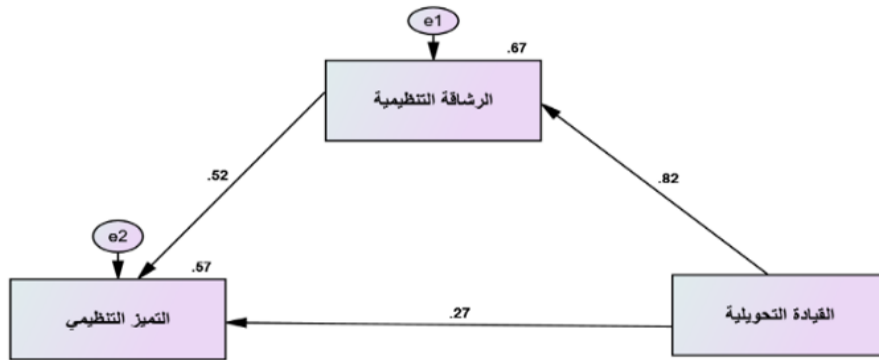 e1
.67
الرشاقة التنظيمية
.52
.82
e2
.57
التميز التنظيمي
.27
القيادة التحويلية